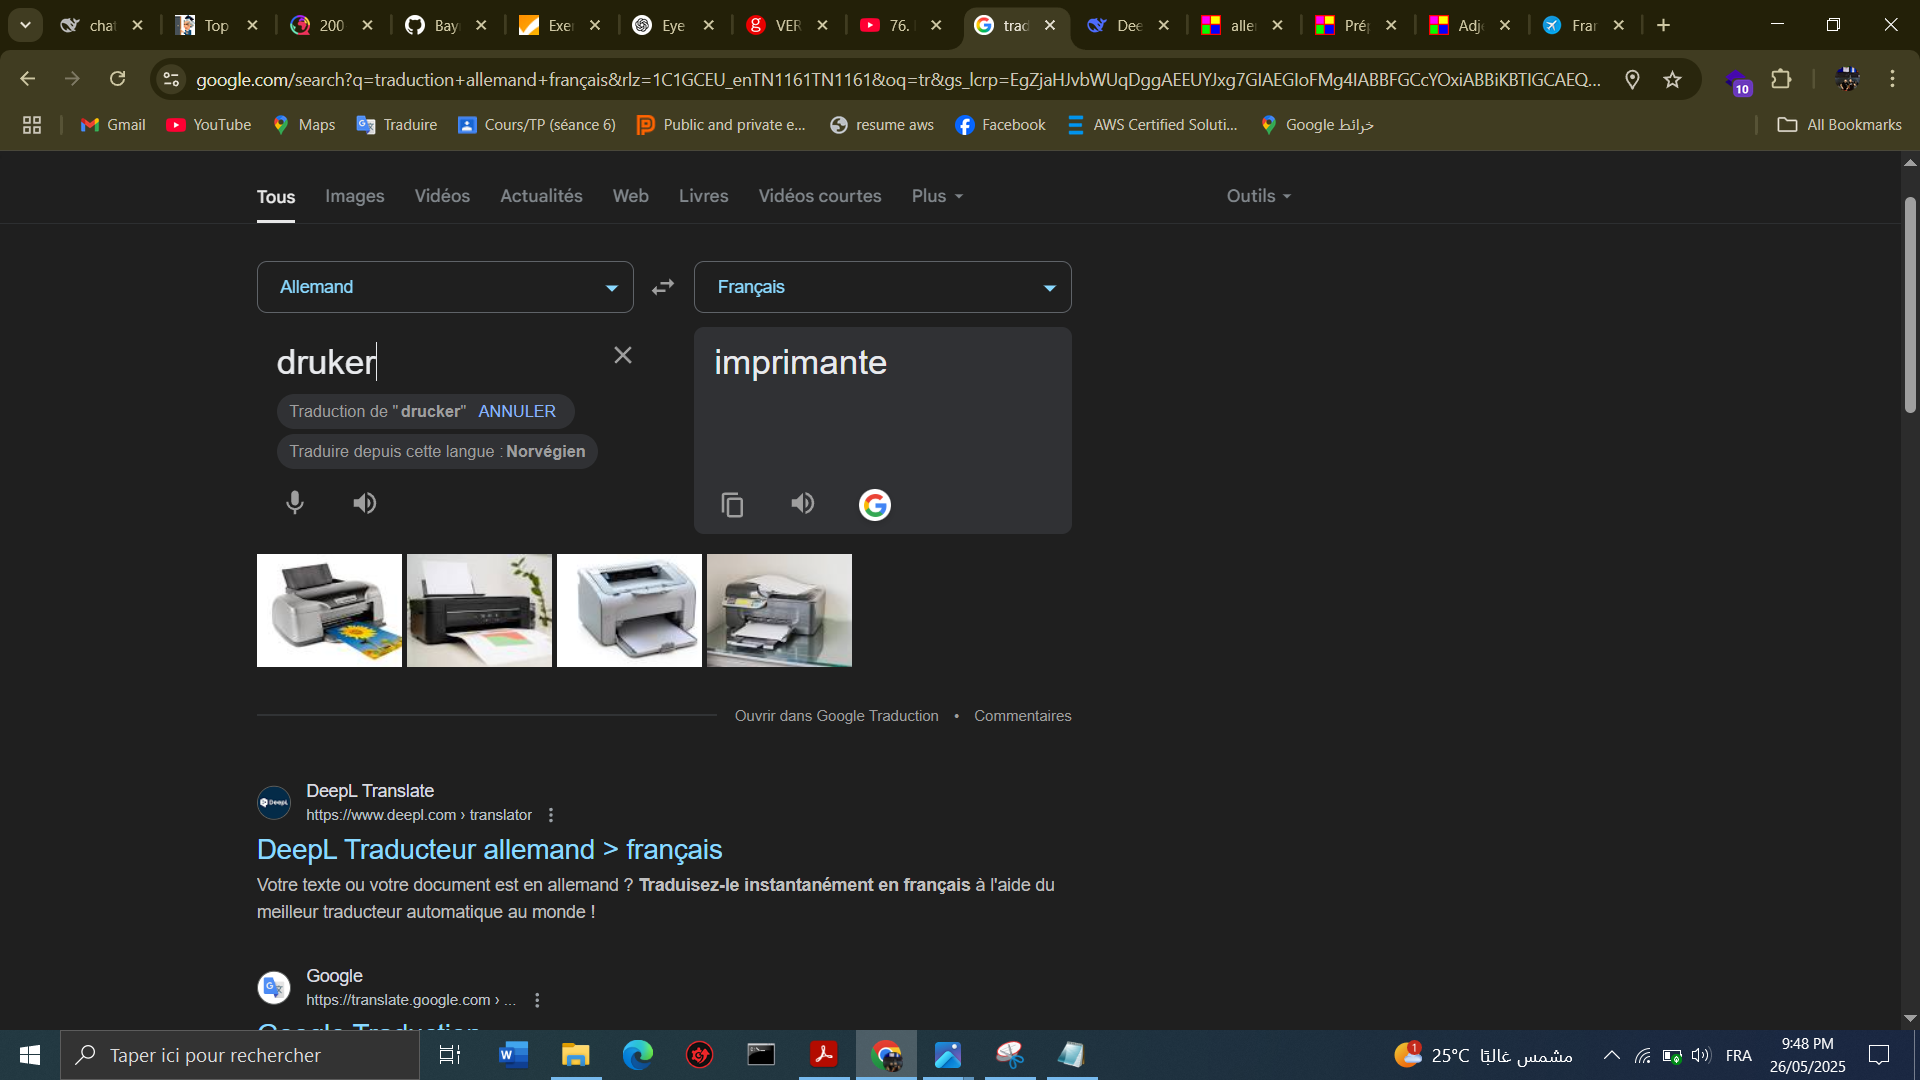 chat
Top
200
Bay
Exer
Eye
VER
76.
trad
Dee
alle
Pré
Adj
Fran
google.com/search?q=traduction+allemand+français&rlz=1C1GCEU_enTN1161TN1161&oq=tr&gs_lcrp=EgZjaHJvbWUqDggAEEUYJxg7GIAEGIoFMg4IABBFGCcYOxiABBiKBTIGCAEQ...
10
Gmail
YouTube
Maps
Traduire
Cours/TP (séance 6)
Public and private e...
resume aws
Facebook
AWS Certified Soluti...
خرائط Google
All Bookmarks
Tous
Images
Vidéos
Actualités
Web
Livres
Vidéos courtes
Plus
Outils
Allemand
Français
druker
imprimante
Traduction de "drucker" ANNULER
Traduire depuis cette langue : Norvégien
Ouvrir dans Google Traduction • Commentaires
DeepL
DeepL Translate
https://www.deepl.com › translator
DeepL Traducteur allemand > français
Votre texte ou votre document est en allemand ? Traduisez-le instantanément en français à l'aide du
meilleur traducteur automatique au monde !
Google
https://translate.google.com › ...
Google Traduction
Taper ici pour rechercher
1
25°C مشمس غالبًا
FRA
9:48 PM
26/05/2025